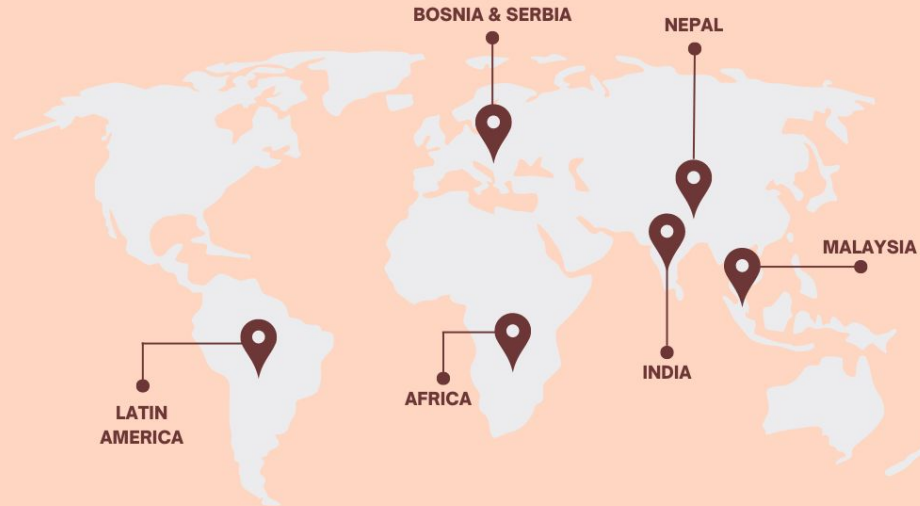 BOSNIA & SERBIA
NEPAL
MALAYSIA
INDIA
AFRICA
LATIN
AMERICA